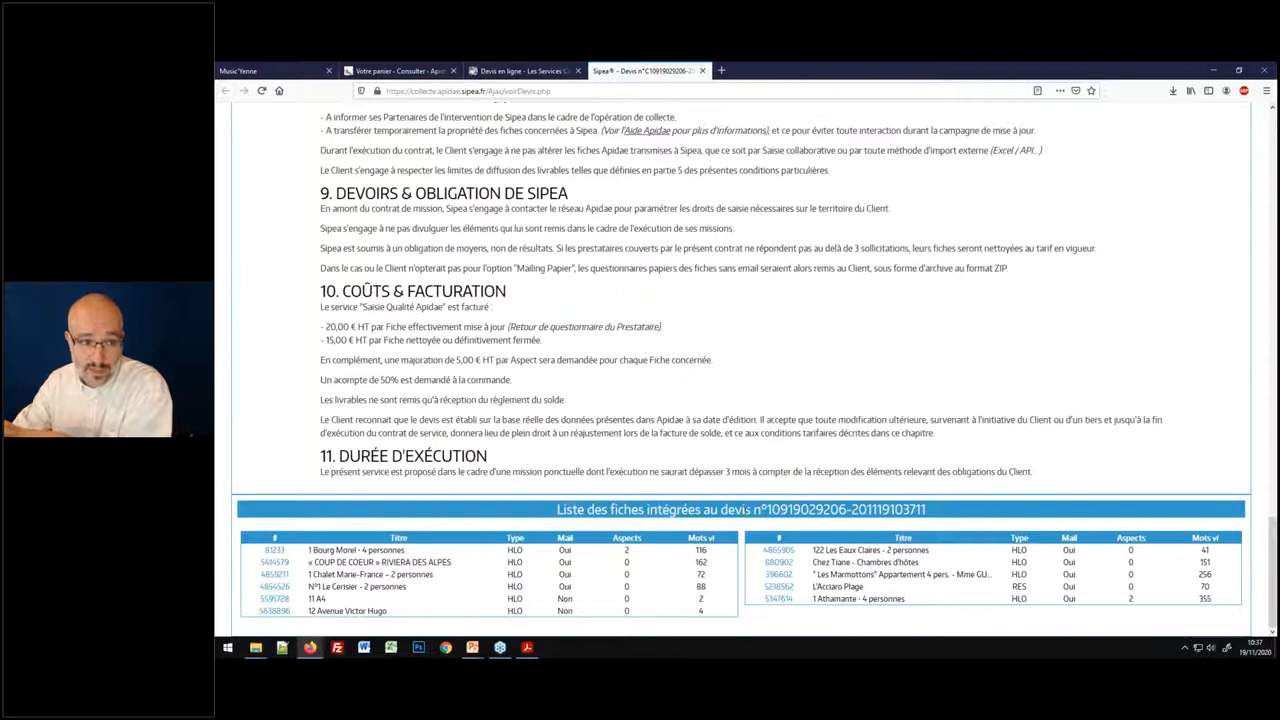 Music'Yenne
Votre panier - Consulter - Apid
Devis en ligne - Les Services C
Sipea® - Devis n°C10919029206-20
https://collecte.apidae.sipea.fr/Ajax/voirDevis.php
- A informer ses Partenaires de l'intervention de Sipea dans le cadre de l'opération de collecte.
- A transférer temporairement la propriété des fiches concernées à Sipea. (Voir l'Aide Apidae pour plus d'informations), et ce pour éviter toute interaction durant la campagne de mise à jour.
Durant l'exécution du contrat, le Client s'engage à ne pas altérer les fiches Apidae transmises à Sipea, que ce soit par Saisie collaborative ou par toute méthode d'import externe (Excel / API...).
Le Client s'engage à respecter les limites de diffusion des livrables telles que définies en partie 5 des présentes conditions particulières.
9. DEVOIRS & OBLIGATION DE SIPEA
En amont du contrat de mission, Sipea s'engage à contacter le réseau Apidae pour paramétrer les droits de saisie nécessaires sur le territoire du Client.
Sipea s'engage à ne pas divulguer les éléments qui lui sont remis dans le cadre de l'exécution de ses missions.
Sipea est soumis à un obligation de moyens, non de résultats. Si les prestataires couverts par le présent contrat ne répondent pas au delà de 3 sollicitations, leurs fiches seront nettoyées au tarif en vigueur.
Dans le cas ou le Client n'opterait pas pour l'option "Mailing Papier", les questionnaires papiers des fiches sans email seraient alors remis au Client, sous forme d'archive au format ZIP.
10. COÛTS & FACTURATION
Le service "Saisie Qualité Apidae" est facturé :
- 20,00 € HT par Fiche effectivement mise à jour (Retour de questionnaire du Prestataire).
- 15,00 € HT par Fiche nettoyée ou définitivement fermée.
En complément, une majoration de 5,00 € HT par Aspect sera demandée pour chaque Fiche concernée.
Un acompte de 50% est demandé à la commande.
Les livrables ne sont remis qu'à réception du règlement du solde.
Le Client reconnait que le devis est établi sur la base réelle des données présentes dans Apidae à sa date d'édition. Il accepte que toute modification ultérieure, survenant à l'initiative du Client ou d'un tiers et jusqu'à la fin
d'exécution du contrat de service, donnera lieu de plein droit à un réajustement lors de la facture de solde, et ce aux conditions tarifaires décrites dans ce chapitre.
11. DURÉE D'EXÉCUTION
Le présent service est proposé dans le cadre d'une mission ponctuelle dont l'exécution ne saurait dépasser 3 mois à compter de la réception des éléments relevant des obligations du Client.
Liste des fiches intégrées au devis n°10919029206-201119103711
# Titre Type Mail Aspects Mots vf
81233 1 Bourg Morel - 4 personnes HLO Oui 2 116
5414579 « COUP DE COEUR » RIVIERA DES ALPES HLO Oui 0 162
4859211 1 Chalet Marie-France – 2 personnes HLO Oui 0 72
4854526 N°1 Le Cerisier - 2 personnes HLO Oui 0 88
5595728 11 A4 HLO Non 0 2
5638896 12 Avenue Victor Hugo HLO Non 0 4
# Titre Type Mail Aspects Mots vf
4865905 122 Les Eaux Claires - 2 personnes HLO Oui 0 41
880902 Chez Tiane - Chambres d'hôtes HLO Oui 0 151
396602 " Les Marmottons" Appartement 4 pers. - Mme GU... HLO Oui 0 256
5238562 L'Acciaro Plage RES Oui 0 70
5347614 1 Athamante - 4 personnes HLO Oui 2 355
10:37
19/11/2020